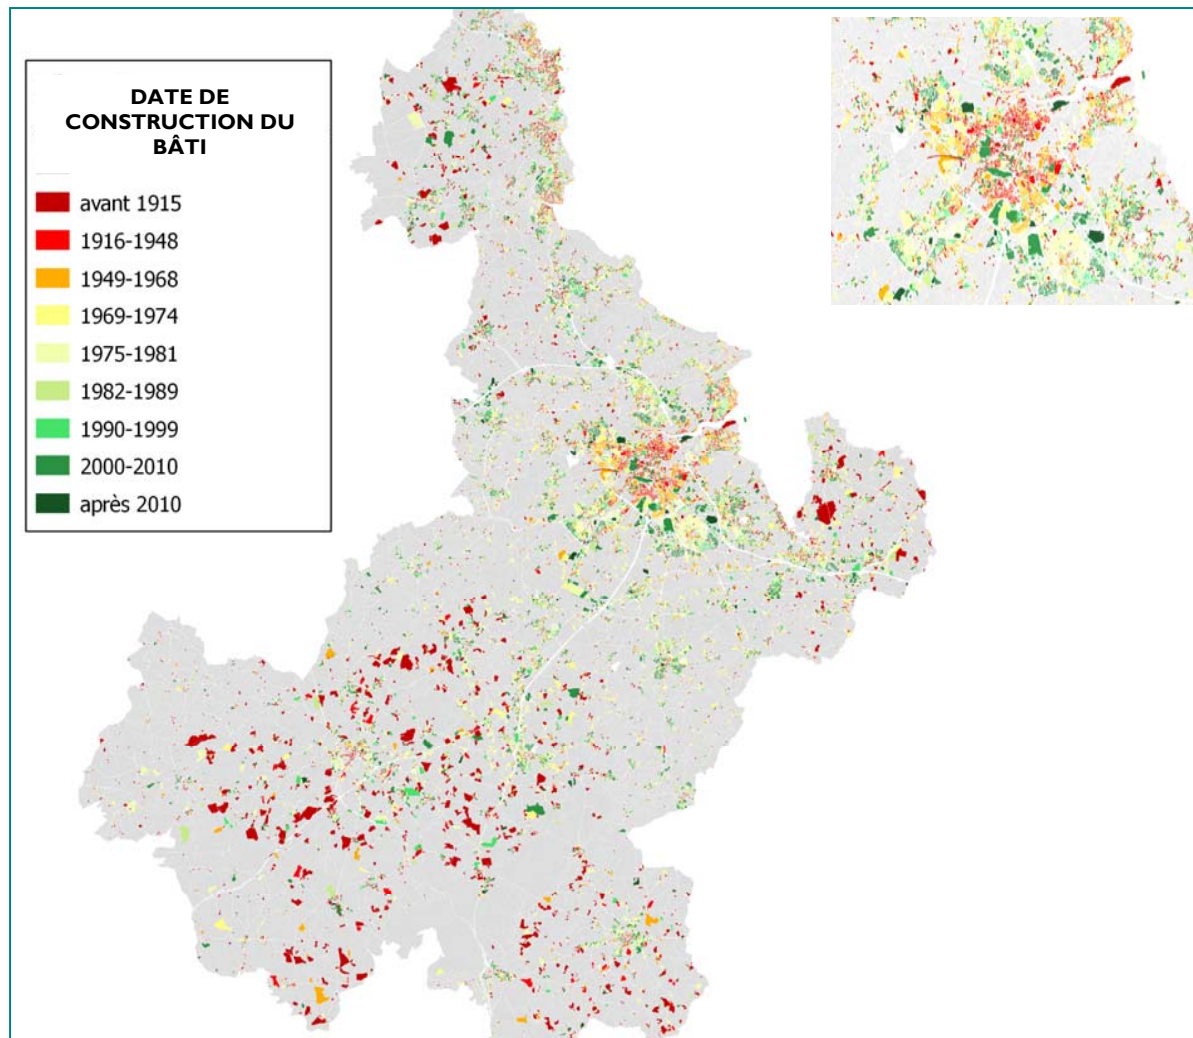 DATE DE
CONSTRUCTION DU
BÂTI
avant 1915
1916-1948
1949-1968
1969-1974
1975-1981
1982-1989
1990-1999
2000-2010
après 2010